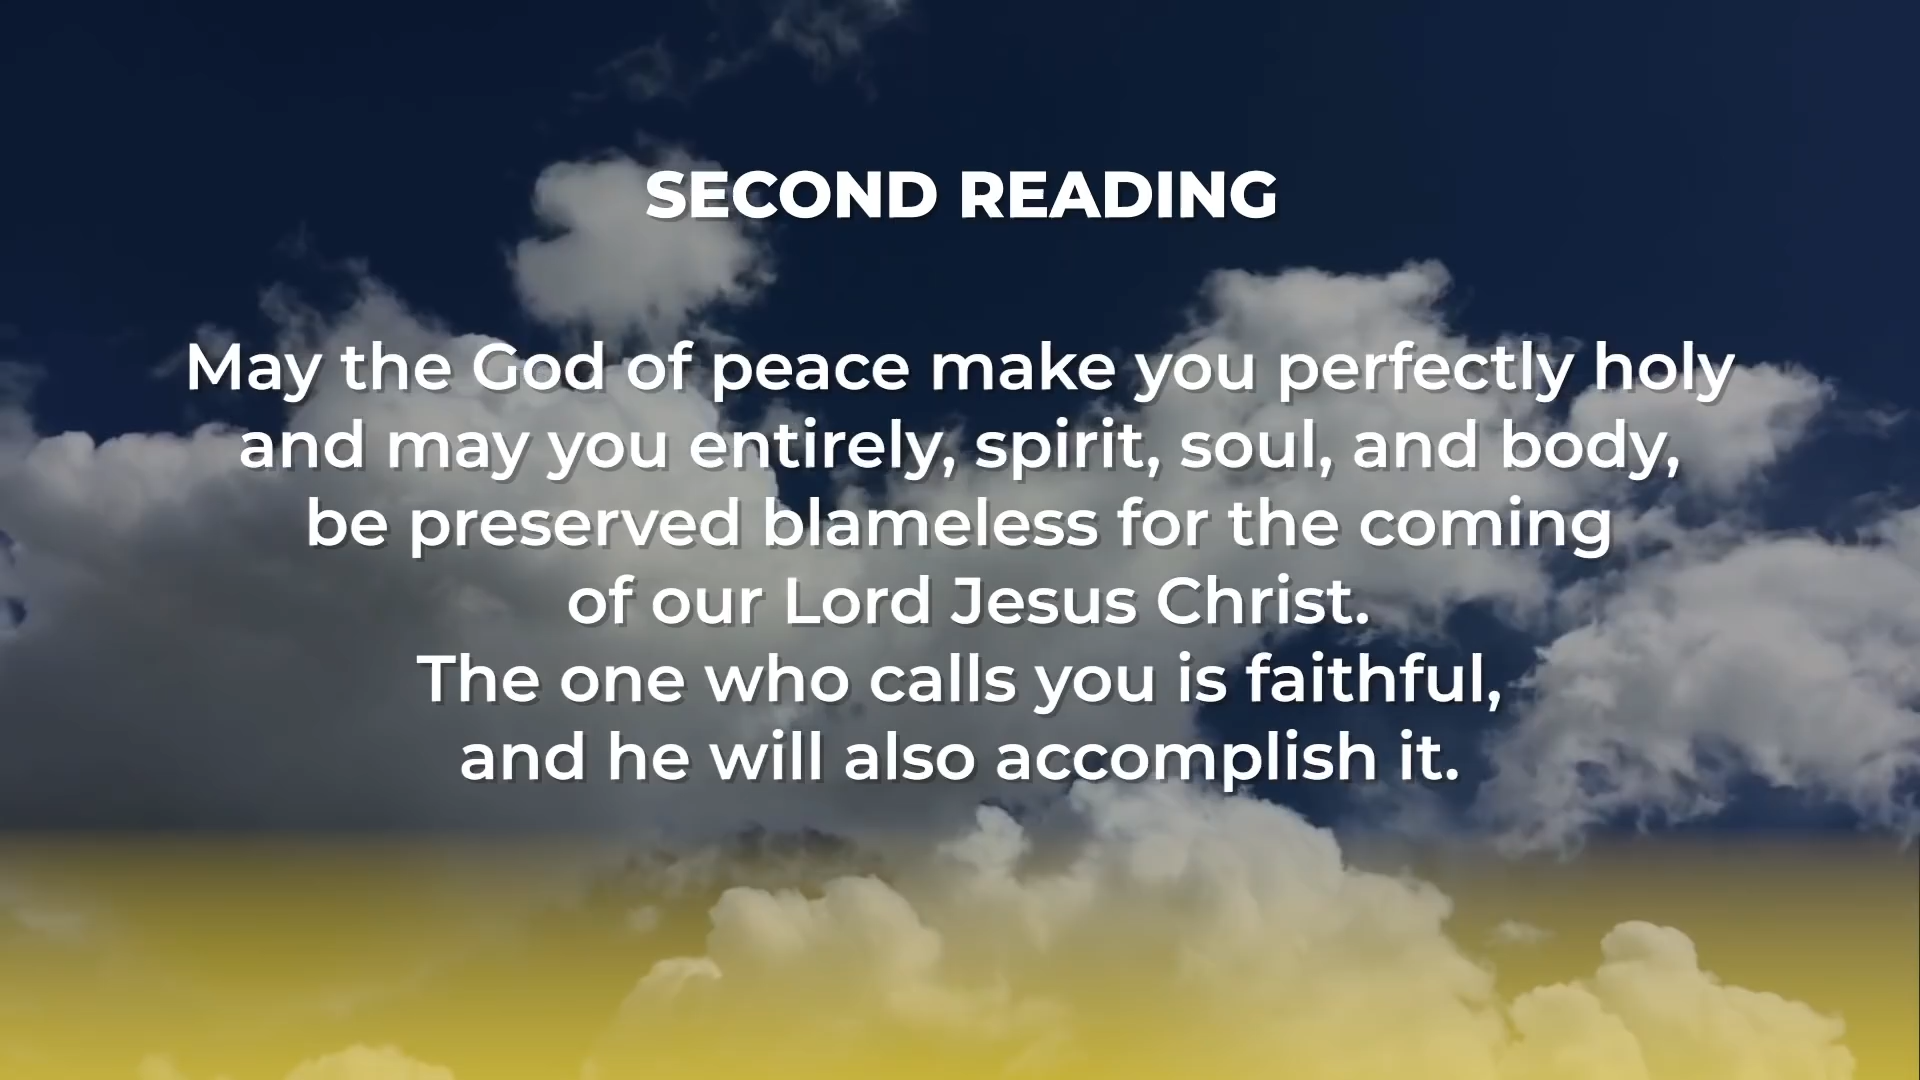 SECOND READING
May the God of peace make you perfectly holy
and may you entirely, spirit, soul, and body,
be preserved blameless for the coming
of our Lord Jesus Christ.
The one who calls you is faithful,
and he will also accomplish it.